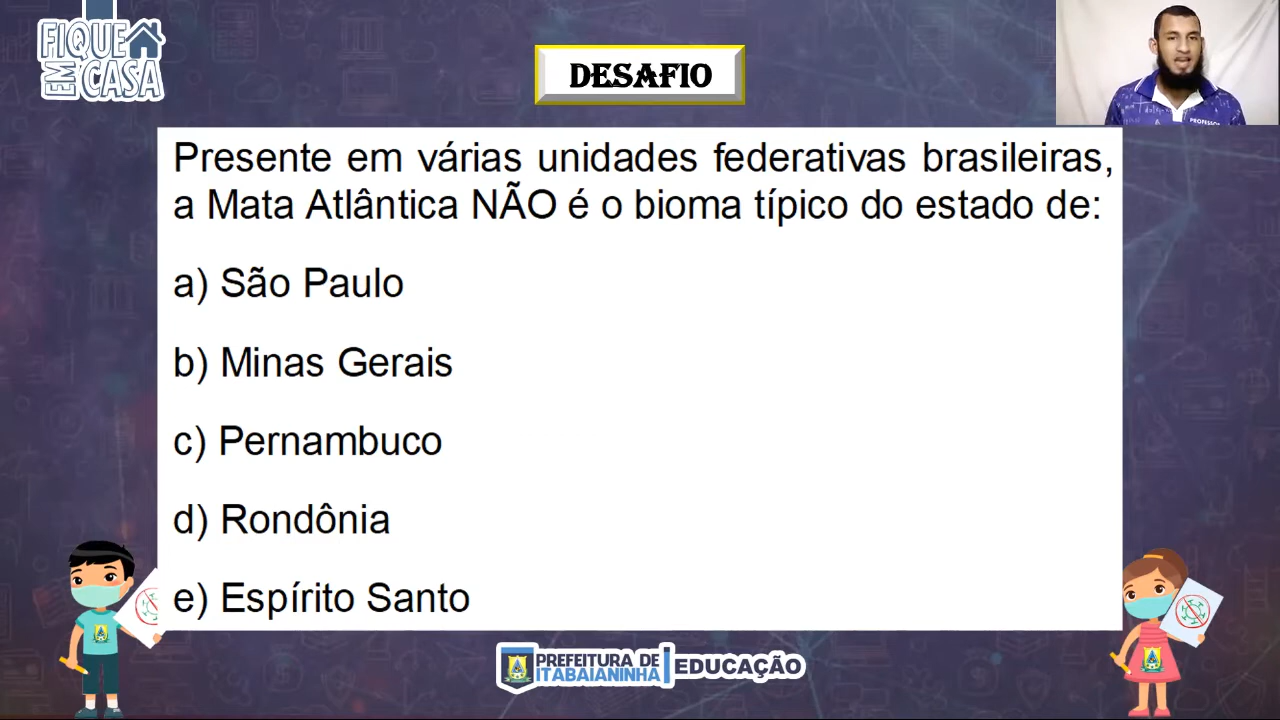 FIQUE
EM CASA
DESAFIO
PROFESSOR
Presente em várias unidades federativas brasileiras,
a Mata Atlântica NÃO é o bioma típico do estado de:
a) São Paulo
b) Minas Gerais
c) Pernambuco
d) Rondônia
e) Espírito Santo
PREFEITURA DE
ITABAIANINHA
EDUCAÇÃO